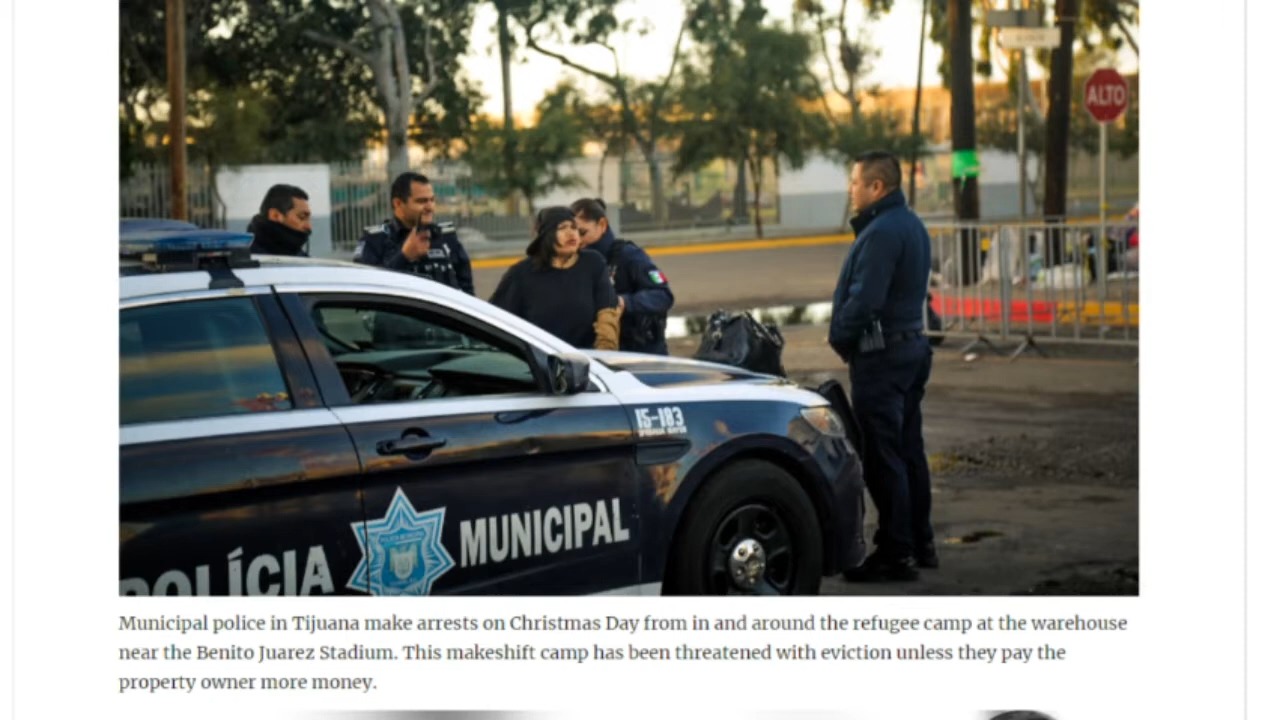 ALTO
15-183
POLÍCIA MUNICIPAL
Municipal police in Tijuana make arrests on Christmas Day from in and around the refugee camp at the warehouse
near the Benito Juarez Stadium. This makeshift camp has been threatened with eviction unless they pay the
property owner more money.